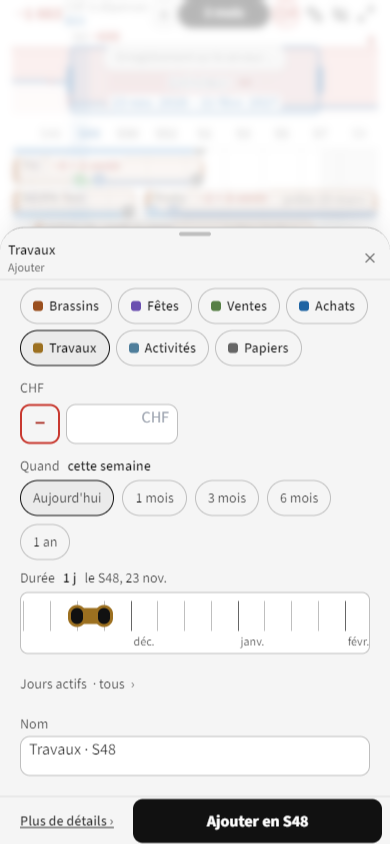 Travaux
Ajouter
×
Brassins Fêtes Ventes Achats
Travaux Activités Papiers
CHF
− CHF
Quand cette semaine
Aujourd'hui 1 mois 3 mois 6 mois
1 an
Durée 1 j le S48, 23 nov.
déc. janv. févr.
Jours actifs · tous ›
Nom
Travaux · S48
Plus de détails › Ajouter en S48